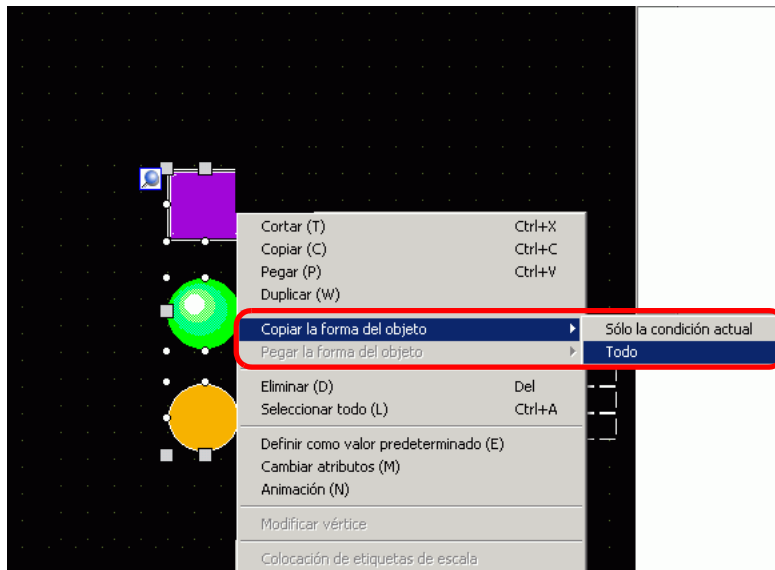 Cortar (T) Ctrl+X
Copiar (C) Ctrl+C
Pegar (P) Ctrl+V
Duplicar (W)
Copiar la forma del objeto Sólo la condición actual
Pegar la forma del objeto Todo
Eliminar (D) Del
Seleccionar todo (L) Ctrl+A
Definir como valor predeterminado (E)
Cambiar atributos (M)
Animación (N)
Modificar vértice
Colocación de etiquetas de escala